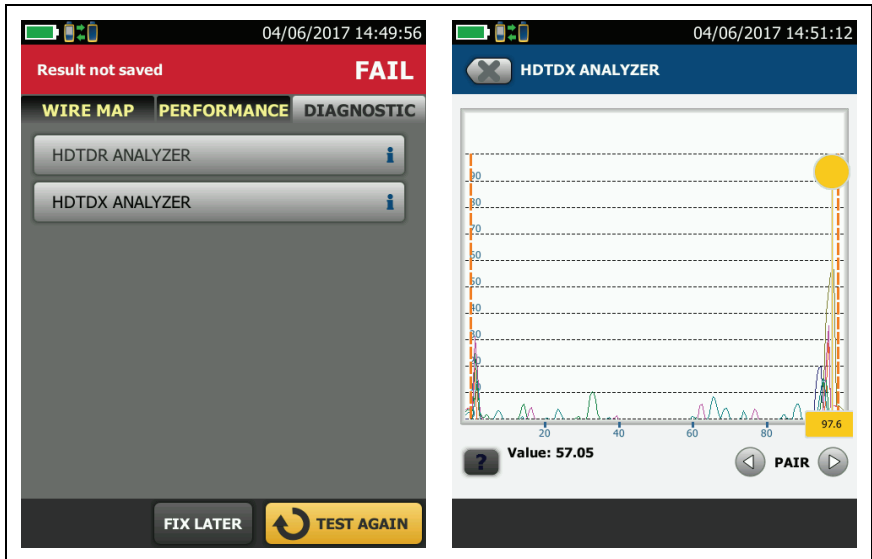 04/06/2017 14:49:56
Result not saved FAIL
WIRE MAP PERFORMANCE DIAGNOSTIC
HDTDR ANALYZER i
HDTDX ANALYZER i
FIX LATER TEST AGAIN
04/06/2017 14:51:12
HDTDX ANALYZER
90
80
70
60
50
40
30
20
10
20 40 60 80 97.6
? Value: 57.05 PAIR